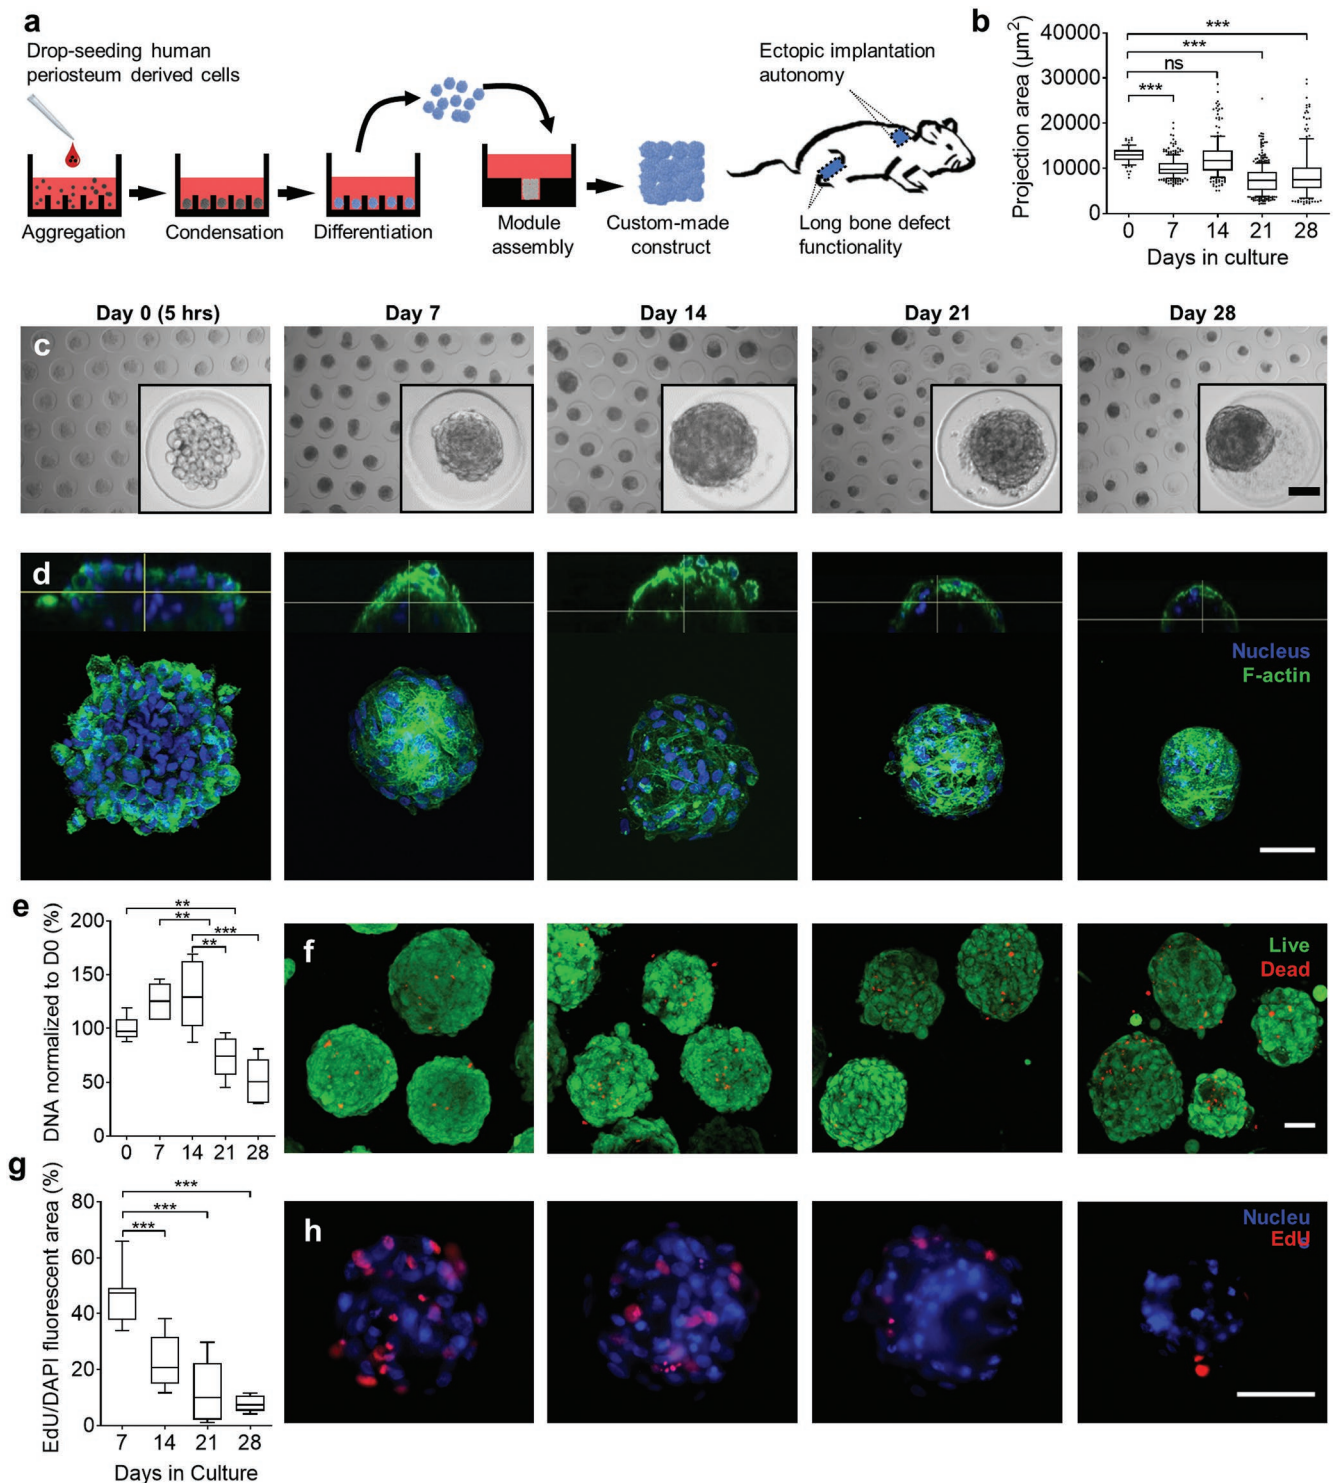 a
Drop-seeding human
periosteum derived cells
Aggregation
Condensation
Differentiation
Module
assembly
Custom-made
construct
Ectopic implantation
autonomy
Long bone defect
functionality
b
Projection area (µm²)
40000
30000
20000
10000
0
***
***
ns
***
0 7 14 21 28
Days in culture
Day 0 (5 hrs)
Day 7
Day 14
Day 21
Day 28
c
d
Nucleus
F-actin
e
DNA normalized to D0 (%)
200
150
100
50
0
**
**
***
**
0 7 14 21 28
f
Live
Dead
g
EdU/DAPI fluorescent area (%)
80
60
40
20
0
***
***
***
7 14 21 28
Days in Culture
h
Nucleu
s
EdU